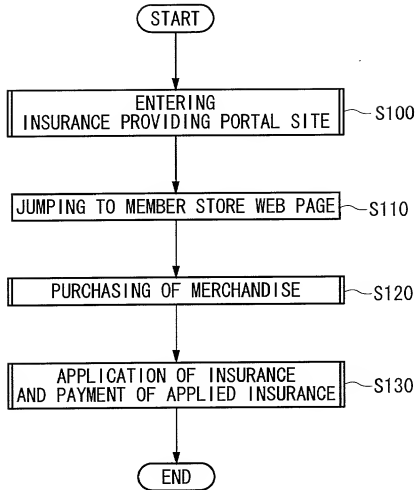 START
ENTERING
INSURANCE PROVIDING PORTAL SITE
S100
JUMPING TO MEMBER STORE WEB PAGE
S110
PURCHASING OF MERCHANDISE
S120
APPLICATION OF INSURANCE
AND PAYMENT OF APPLIED INSURANCE
S130
END